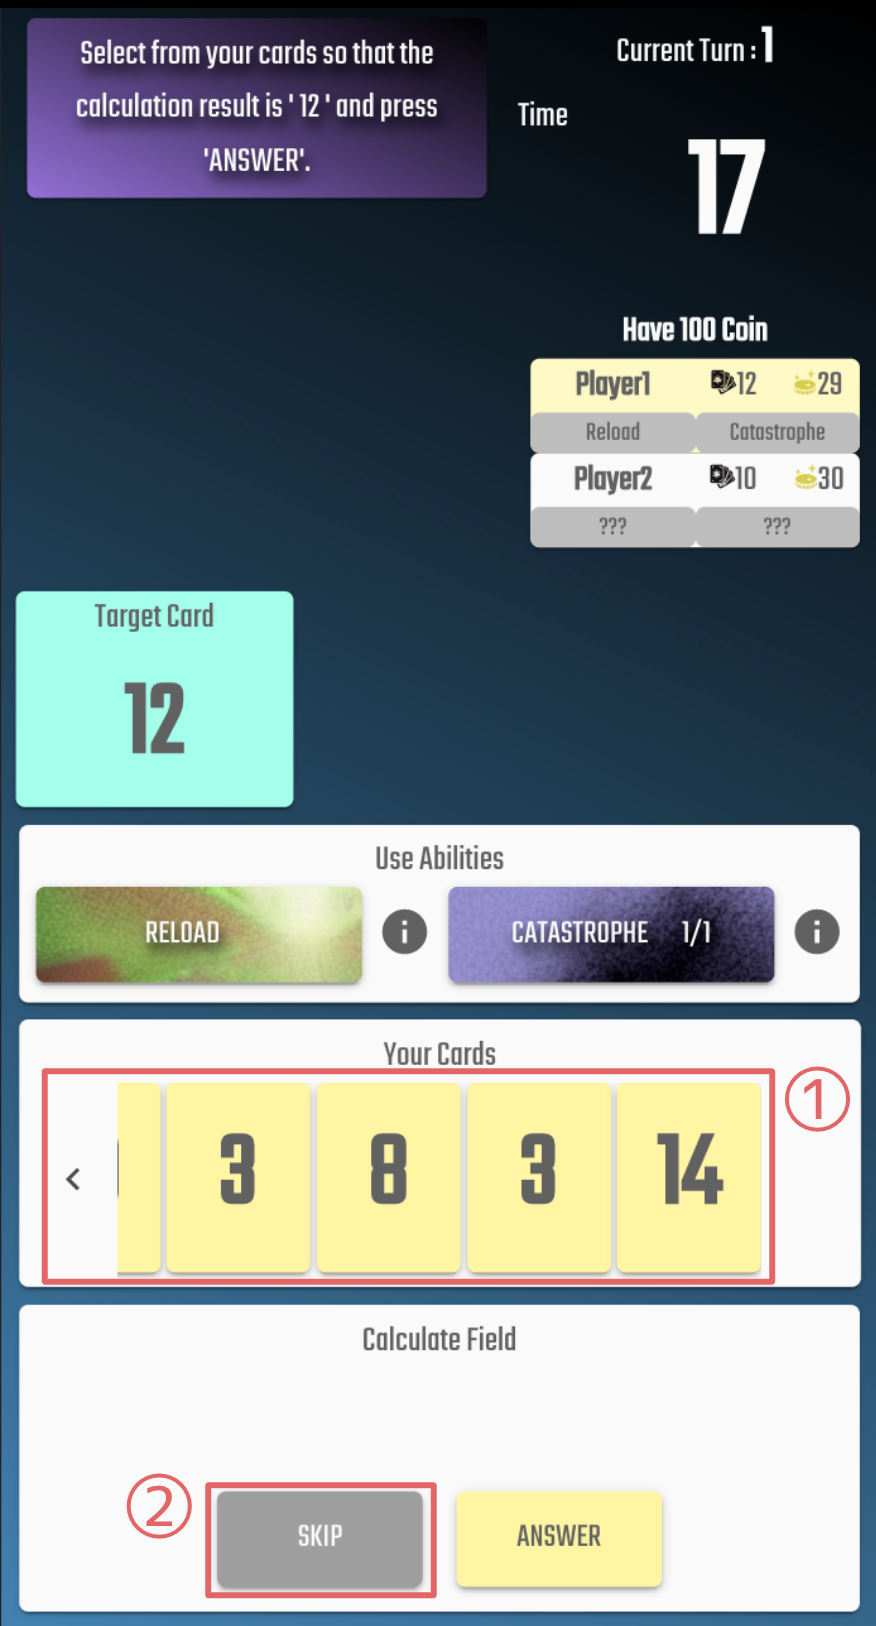 Select from your cards so that the
calculation result is ' 12 ' and press
'ANSWER'.
Current Turn : 1
Time
17
Have 100 Coin
Player1 12 29
Reload Catastrophe
Player2 10 30
??? ???
Target Card
12
Use Abilities
RELOAD i CATASTROPHE 1/1 i
Your Cards
①
< 3 8 3 14
Calculate Field
②
SKIP ANSWER